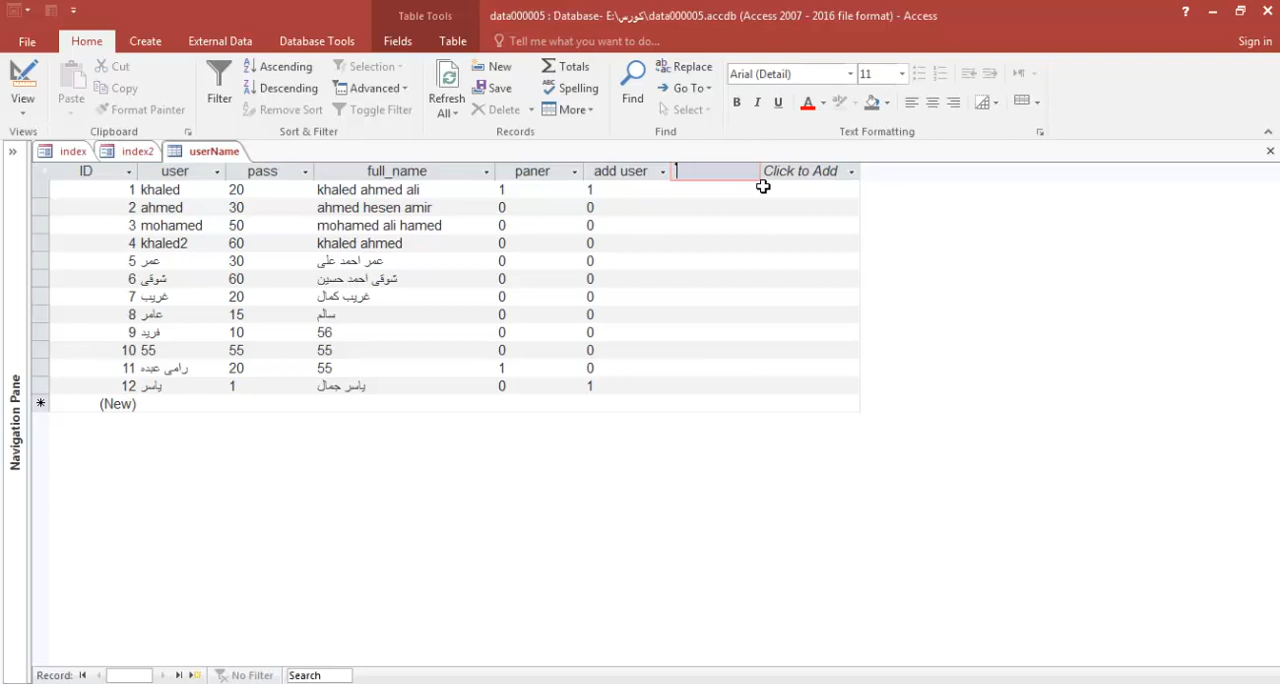 Table Tools
data000005 : Database- E:\كورس\data000005.accdb (Access 2007 - 2016 file format) - Access
?
File Home Create External Data Database Tools Fields Table Tell me what you want to do... Sign in
View
Views
Paste
Cut
Copy
Format Painter
Clipboard
Filter
Ascending
Descending
Remove Sort
Selection
Advanced
Toggle Filter
Sort & Filter
Refresh
All
New
Save
Delete
Totals
Spelling
More
Records
Find
Replace
Go To
Select
Find
Arial (Detail) 11
B I U A
Text Formatting
index index2 userName
ID user pass full_name paner add user Click to Add
1 khaled 20 khaled ahmed ali 1 1
2 ahmed 30 ahmed hesen amir 0 0
3 mohamed 50 mohamed ali hamed 0 0
4 khaled2 60 khaled ahmed 0 0
5 عمر 30 عمر احمد على 0 0
6 شوقى 60 شوقى احمد حسين 0 0
7 غريب 20 غريب كمال 0 0
8 عامر 15 سالم 0 0
9 فريد 10 56 0 0
10 55 55 55 0 0
11 رامى عبده 20 55 1 0
12 ياسر 1 ياسر جمال 0 1
(New)
Navigation Pane
Record: No Filter Search